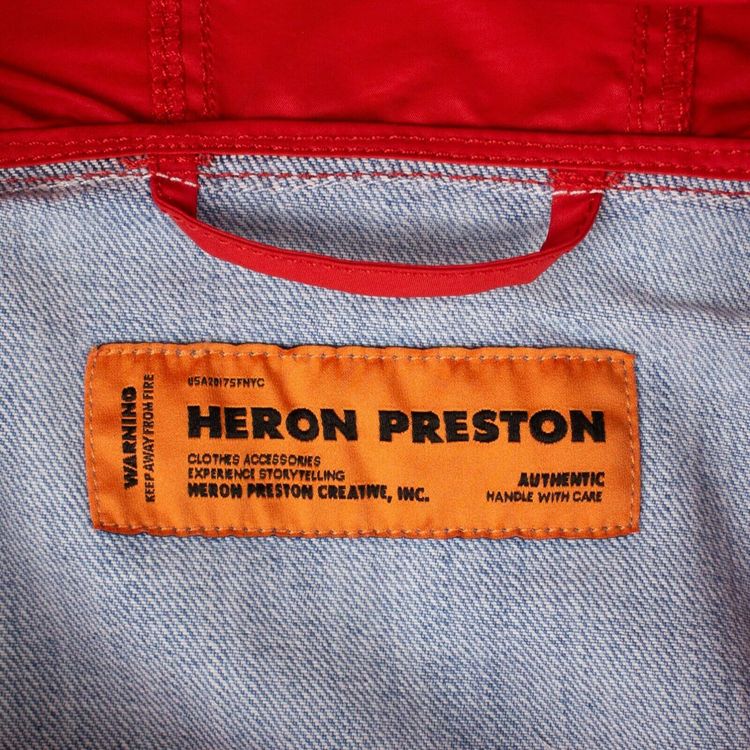 WARNING
KEEP AWAY FROM FIRE
USA2017SFNYC
HERON PRESTON
CLOTHES ACCESSORIES
EXPERIENCE STORYTELLING
HERON PRESTON CREATIVE, INC.
AUTHENTIC
HANDLE WITH CARE